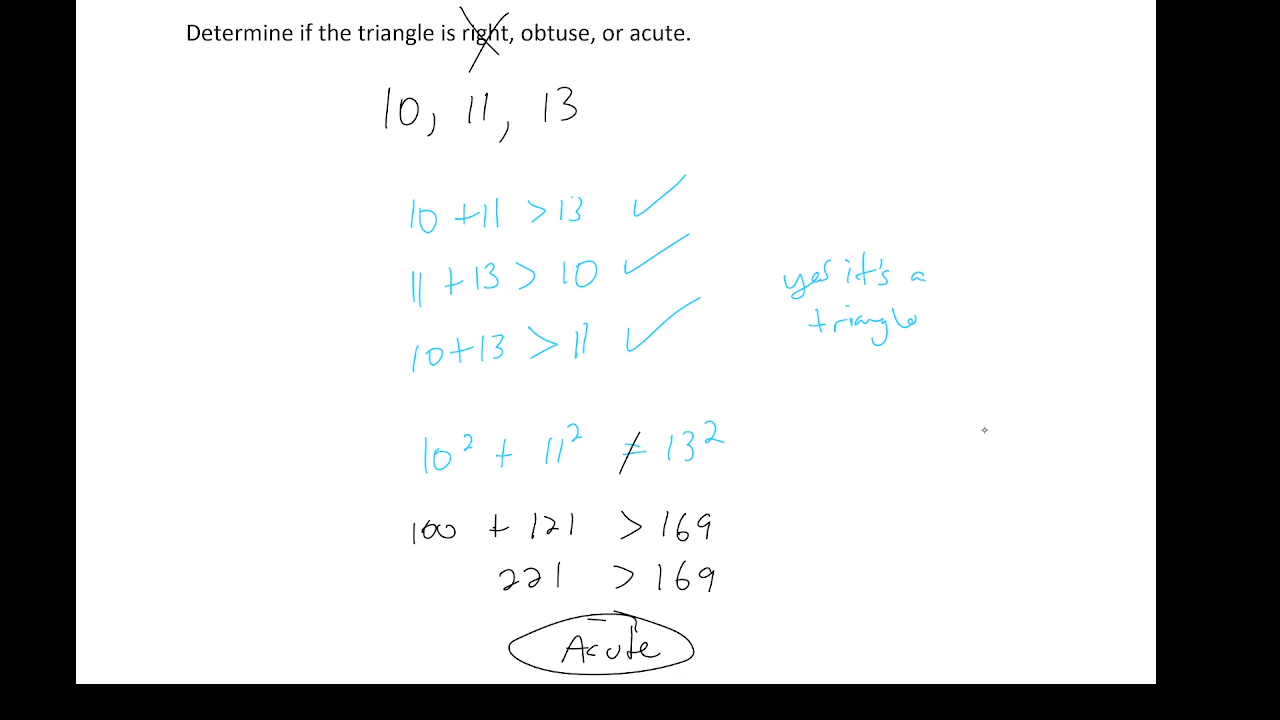 Determine if the triangle is right, obtuse, or acute.
10, 11, 13
10 + 11 > 13 ✓
11 + 13 > 10 ✓
yes it's a
triangle
10 + 13 > 11 ✓
10² + 11² ≠ 13²
100 + 121 > 169
221 > 169
Acute